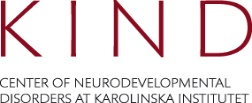 KIND
CENTER OF NEURODEVELOPMENTAL
DISORDERS AT KAROLINSKA INSTITUTET